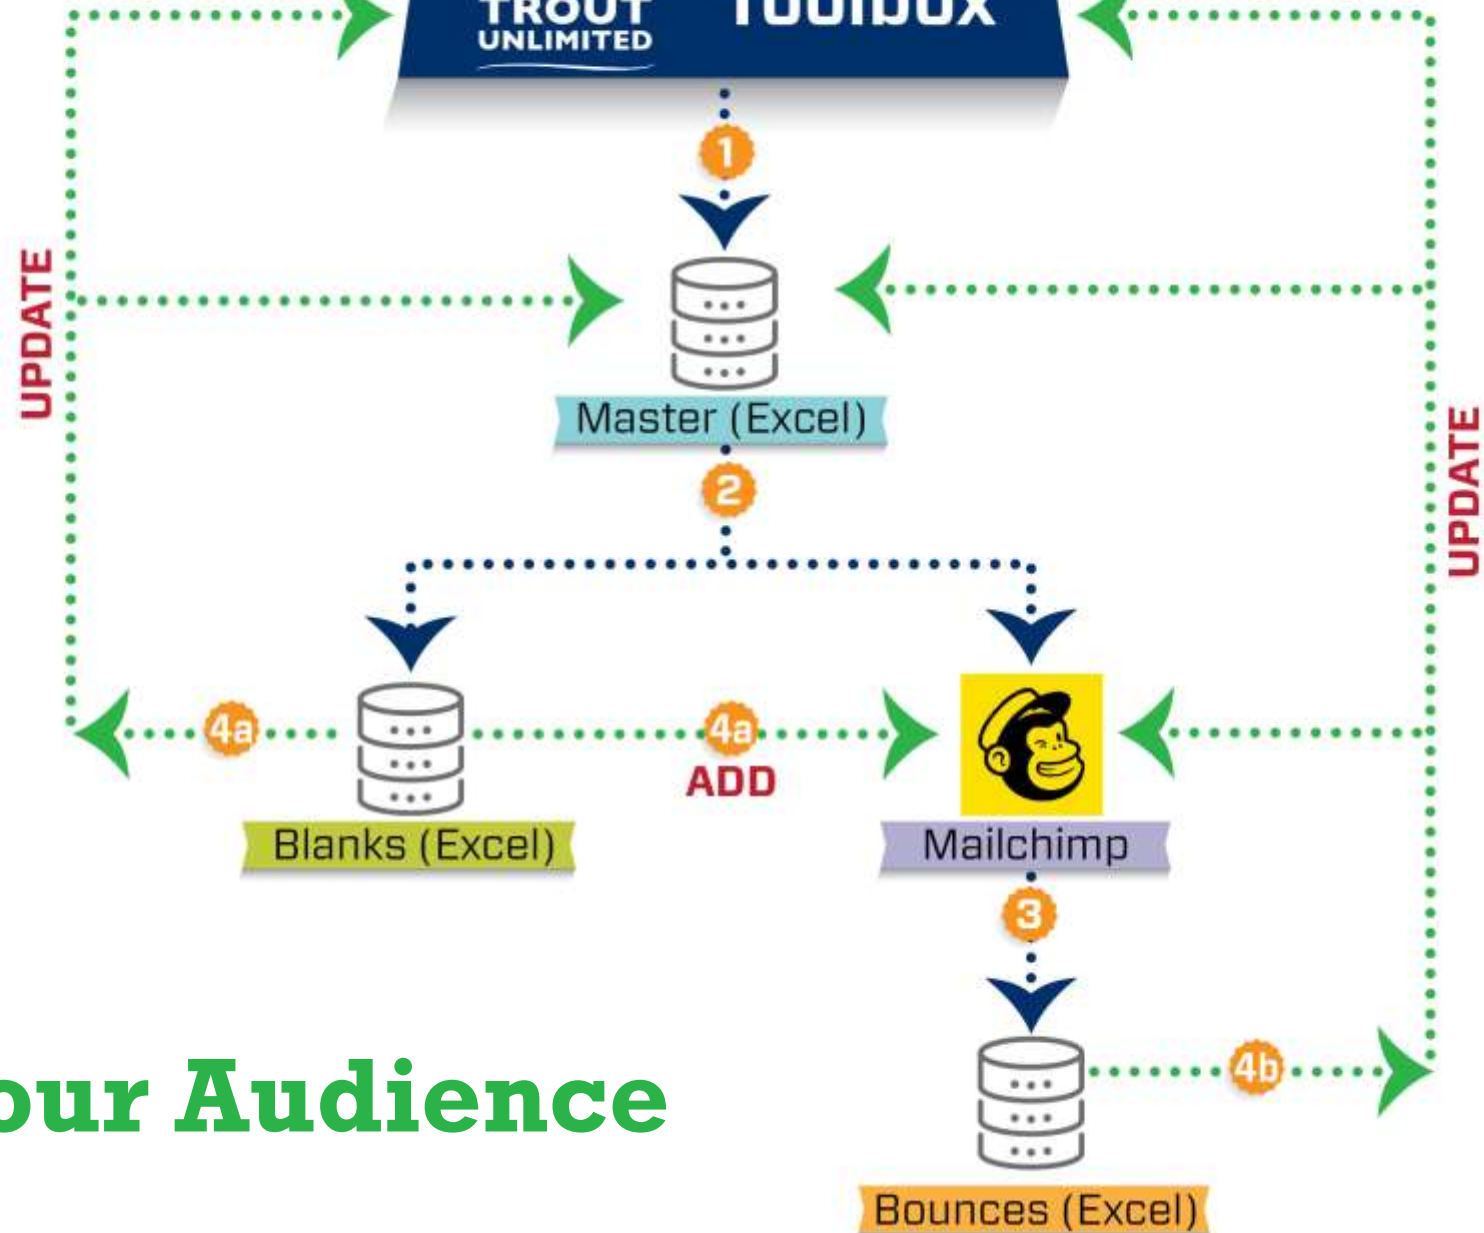 TROUT
UNLIMITED
Toolbox
1
UPDATE
Master (Excel)
2
UPDATE
4a
4a
ADD
Blanks (Excel)
Mailchimp
3
our Audience
4b
Bounces (Excel)